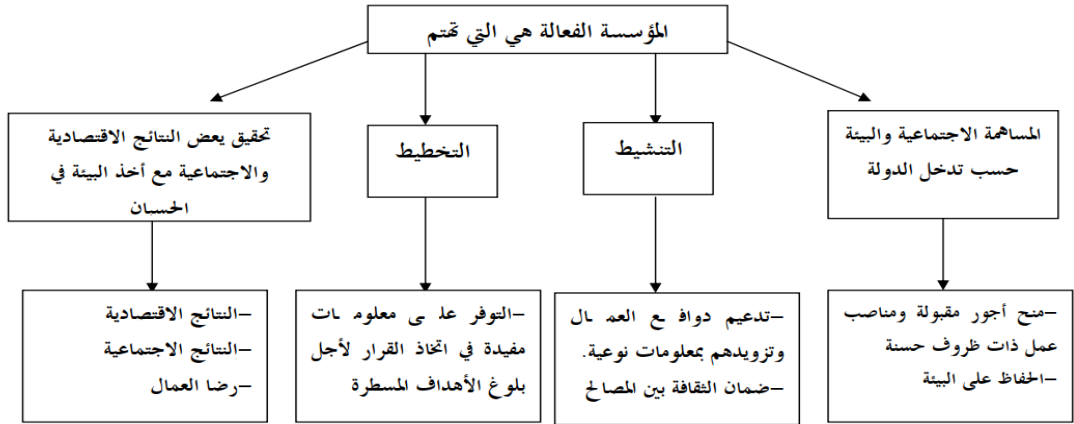 المؤسسة الفعالة هي التي تهتم
المساهمة الاجتماعية والبيئة
حسب تدخل الدولة
التنشيط
التخطيط
تحقيق بعض النتائج الاقتصادية
والاجتماعية مع أخذ البيئة في
الحسبان
–منح أجور مقبولة ومناصب
عمل ذات ظروف حسنة
–الحفاظ على البيئة
–تدعيم دوافع العمال
وتزويدهم بمعلومات نوعية.
–ضمان الثقافة بين المصالح
–التوفر على معلومات
مفيدة في اتخاذ القرار لأجل
بلوغ الأهداف المسطرة
–النتائج الاقتصادية
–النتائج الاجتماعية
–رضا العمال